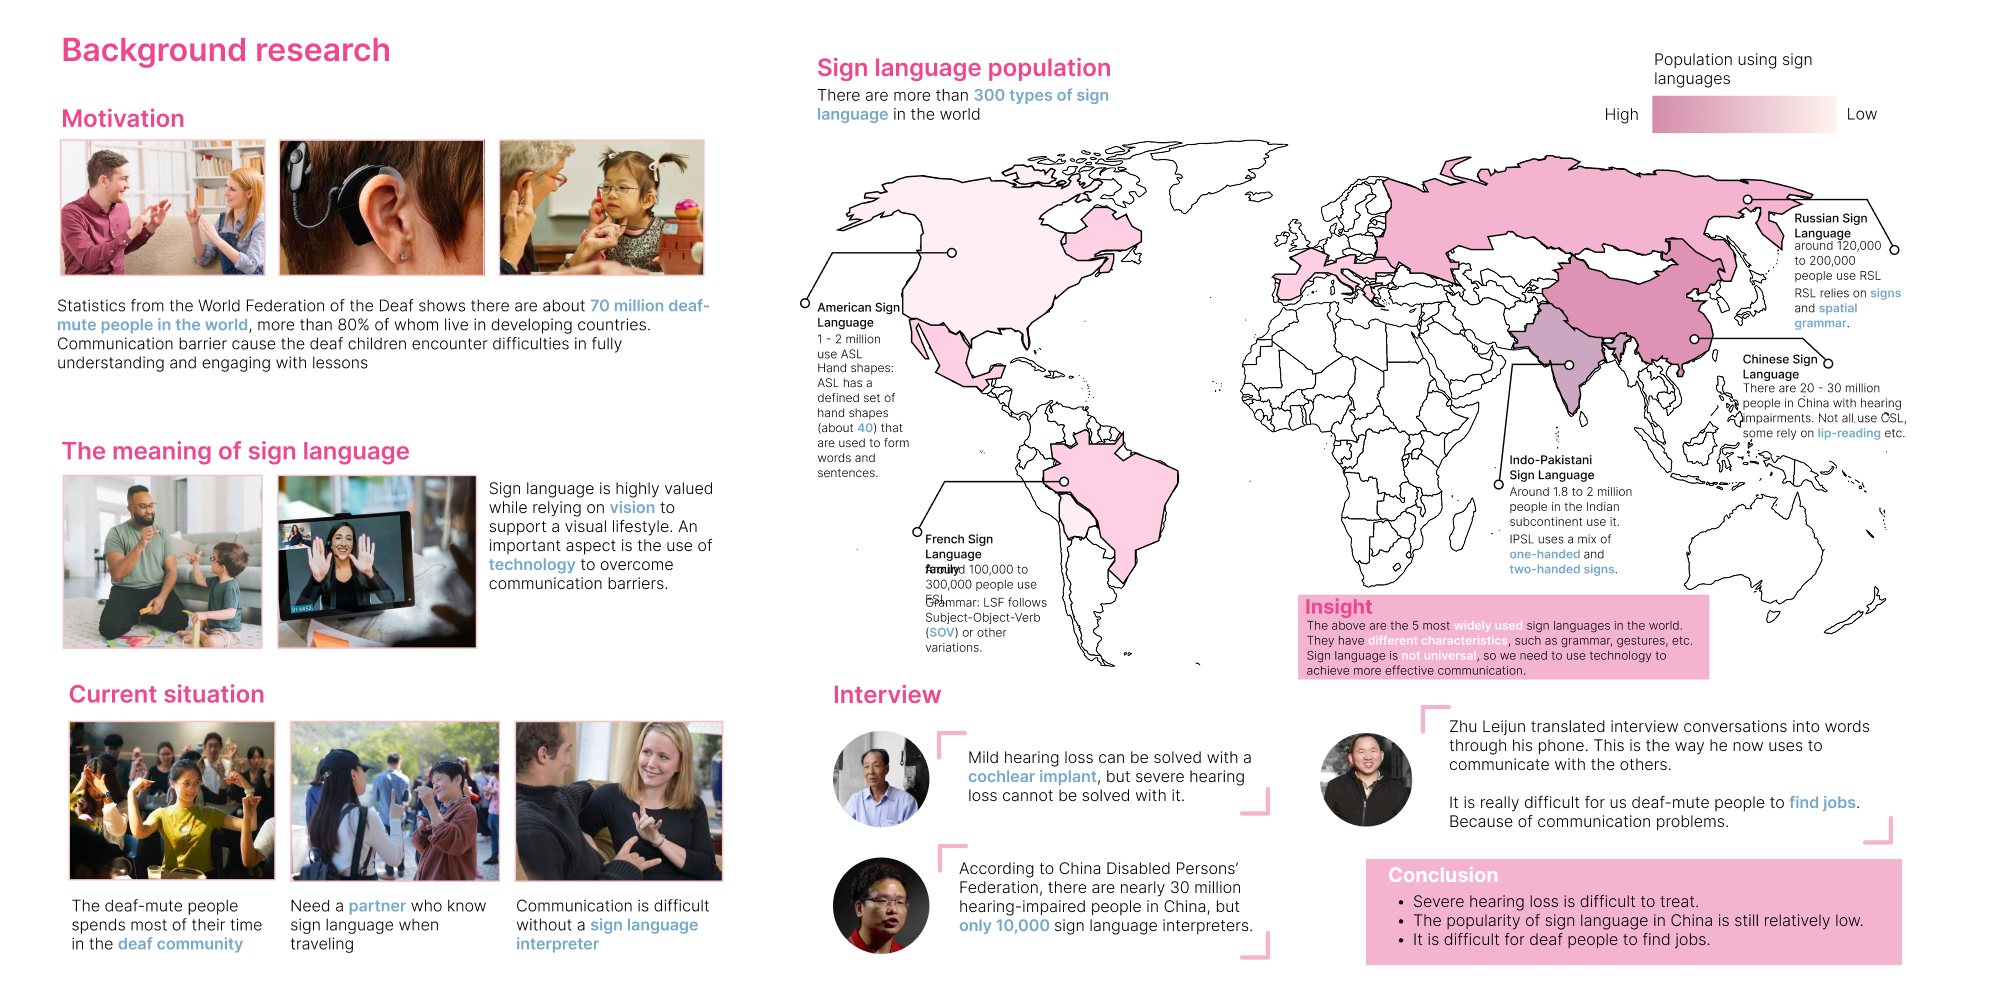 Background research
Motivation
Statistics from the World Federation of the Deaf shows there are about 70 million deaf-
mute people in the world, more than 80% of whom live in developing countries.
Communication barrier cause the deaf children encounter difficulties in fully
understanding and engaging with lessons
The meaning of sign language
Sign language is highly valued
while relying on vision to
support a visual lifestyle. An
important aspect is the use of
technology to overcome
communication barriers.
Current situation
The deaf-mute people
spends most of their time
in the deaf community
Need a partner who know
sign language when
traveling
Communication is difficult
without a sign language
interpreter
Sign language population
There are more than 300 types of sign
language in the world
Population using sign
languages
High
Low
American Sign
Language
1 - 2 million
use ASL
Hand shapes:
ASL has a
defined set of
hand shapes
(about 40) that
are used to form
words and
sentences.
French Sign
Language
family
Around 100,000 to
300,000 people use
FSL.
Grammar: LSF follows
Subject-Object-Verb
(SOV) or other
variations.
Russian Sign
Language
around 120,000
to 200,000
people use RSL
RSL relies on signs
and spatial
grammar.
Chinese Sign
Language
There are 20 - 30 million
people in China with hearing
impairments. Not all use CSL,
some rely on lip-reading etc.
Indo-Pakistani
Sign Language
Around 1.8 to 2 million
people in the Indian
subcontinent use it.
IPSL uses a mix of
one-handed and
two-handed signs.
Insight
The above are the 5 most widely used sign languages in the world.
They have different characteristics, such as grammar, gestures, etc.
Sign language is not universal, so we need to use technology to
achieve more effective communication.
Interview
Mild hearing loss can be solved with a
cochlear implant, but severe hearing
loss cannot be solved with it.
According to China Disabled Persons’
Federation, there are nearly 30 million
hearing-impaired people in China, but
only 10,000 sign language interpreters.
Zhu Leijun translated interview conversations into words
through his phone. This is the way he now uses to
communicate with the others.
It is really difficult for us deaf-mute people to find jobs.
Because of communication problems.
Conclusion
• Severe hearing loss is difficult to treat.
• The popularity of sign language in China is still relatively low.
• It is difficult for deaf people to find jobs.